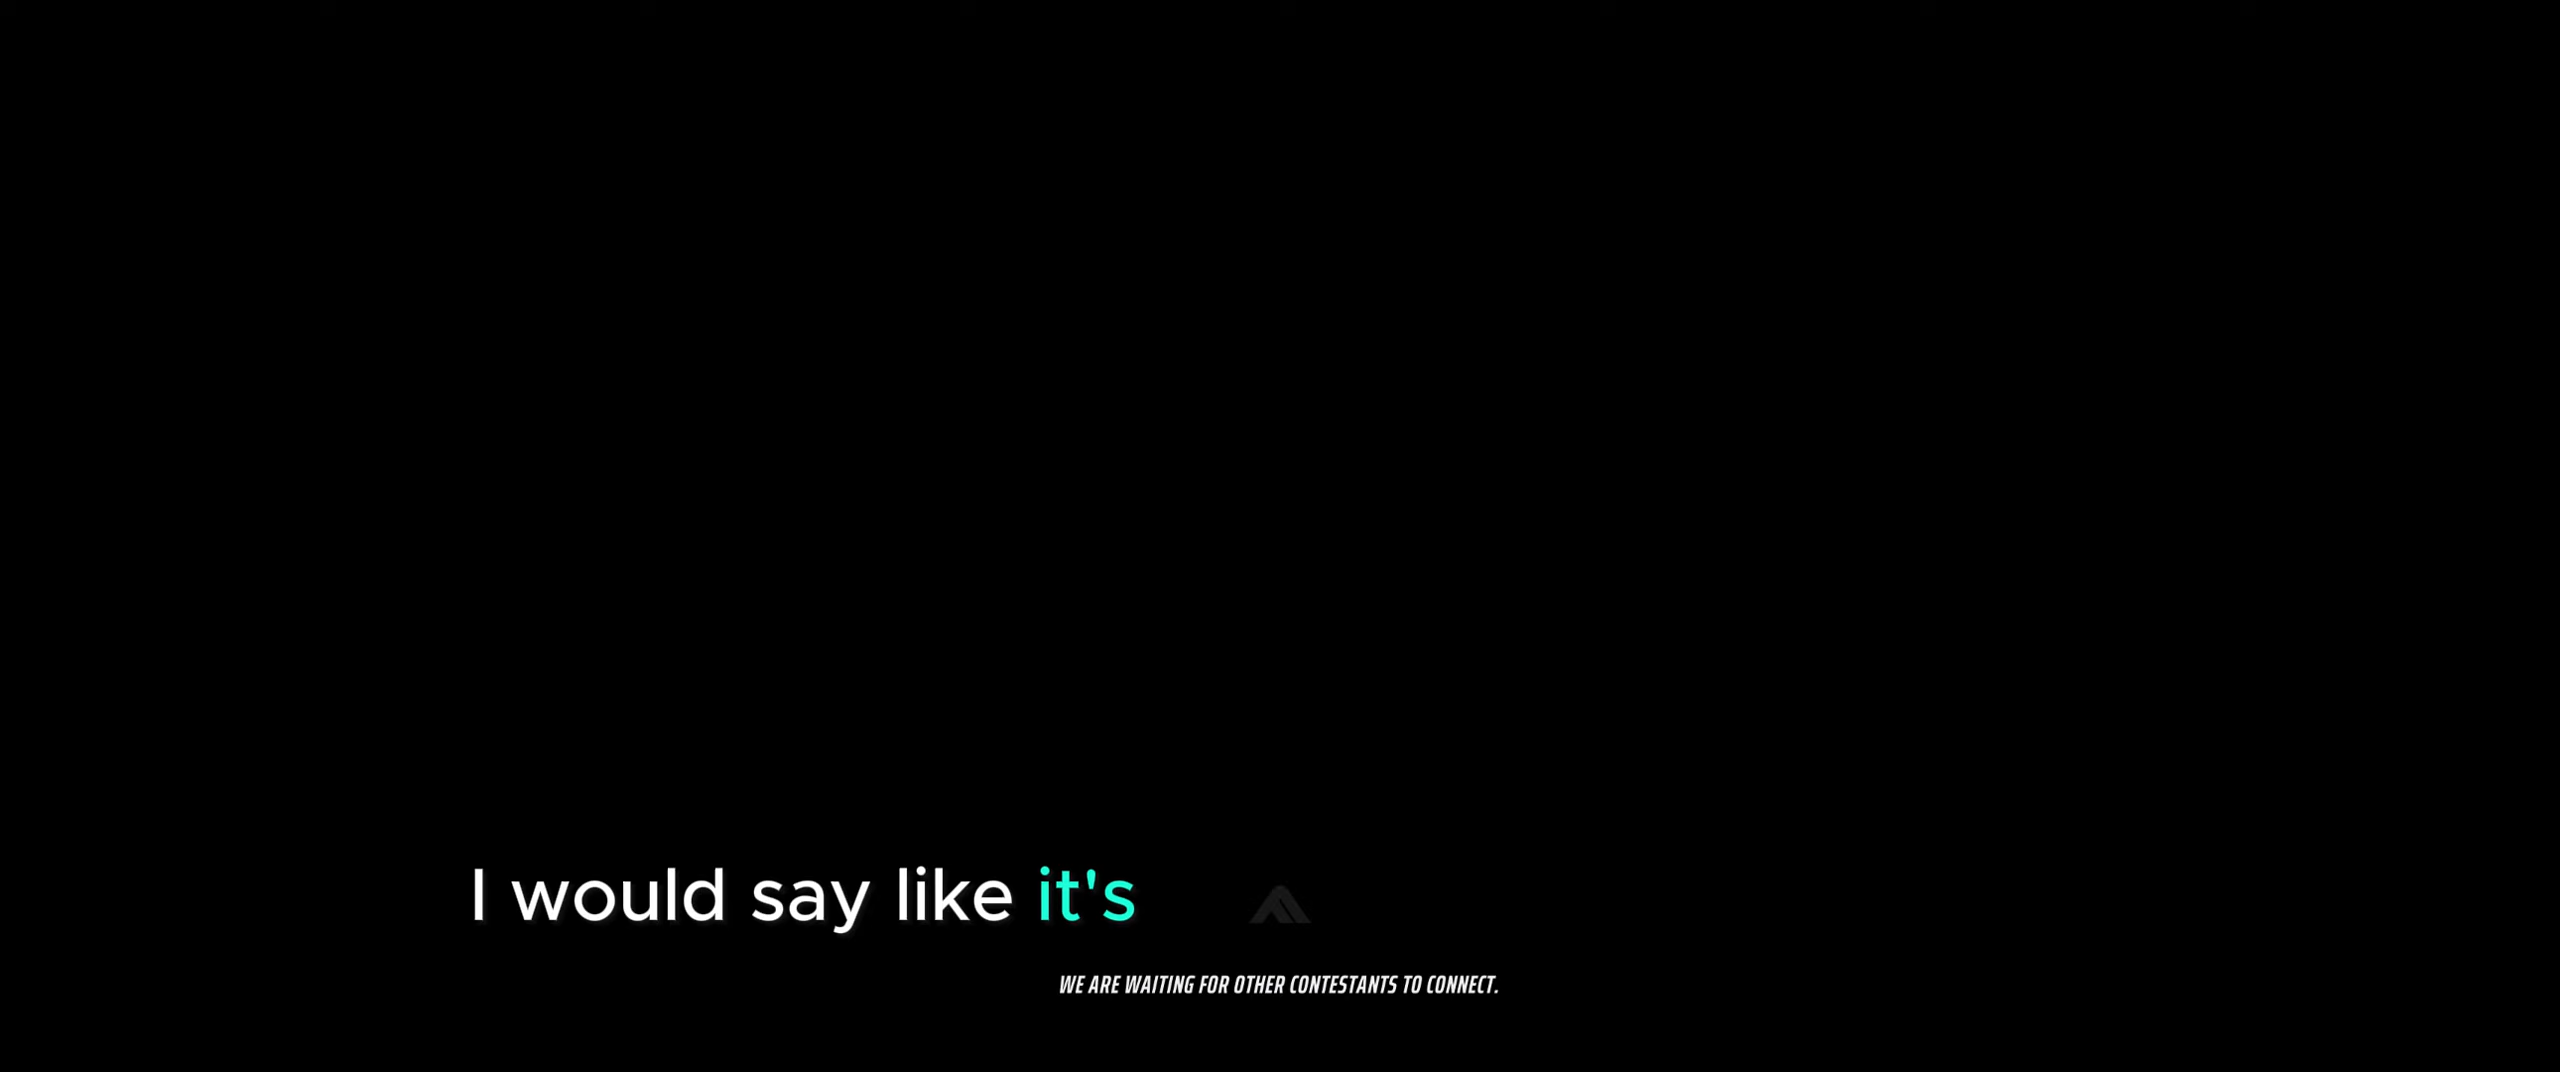 I would say like it's
WE ARE WAITING FOR OTHER CONTESTANTS TO CONNECT.